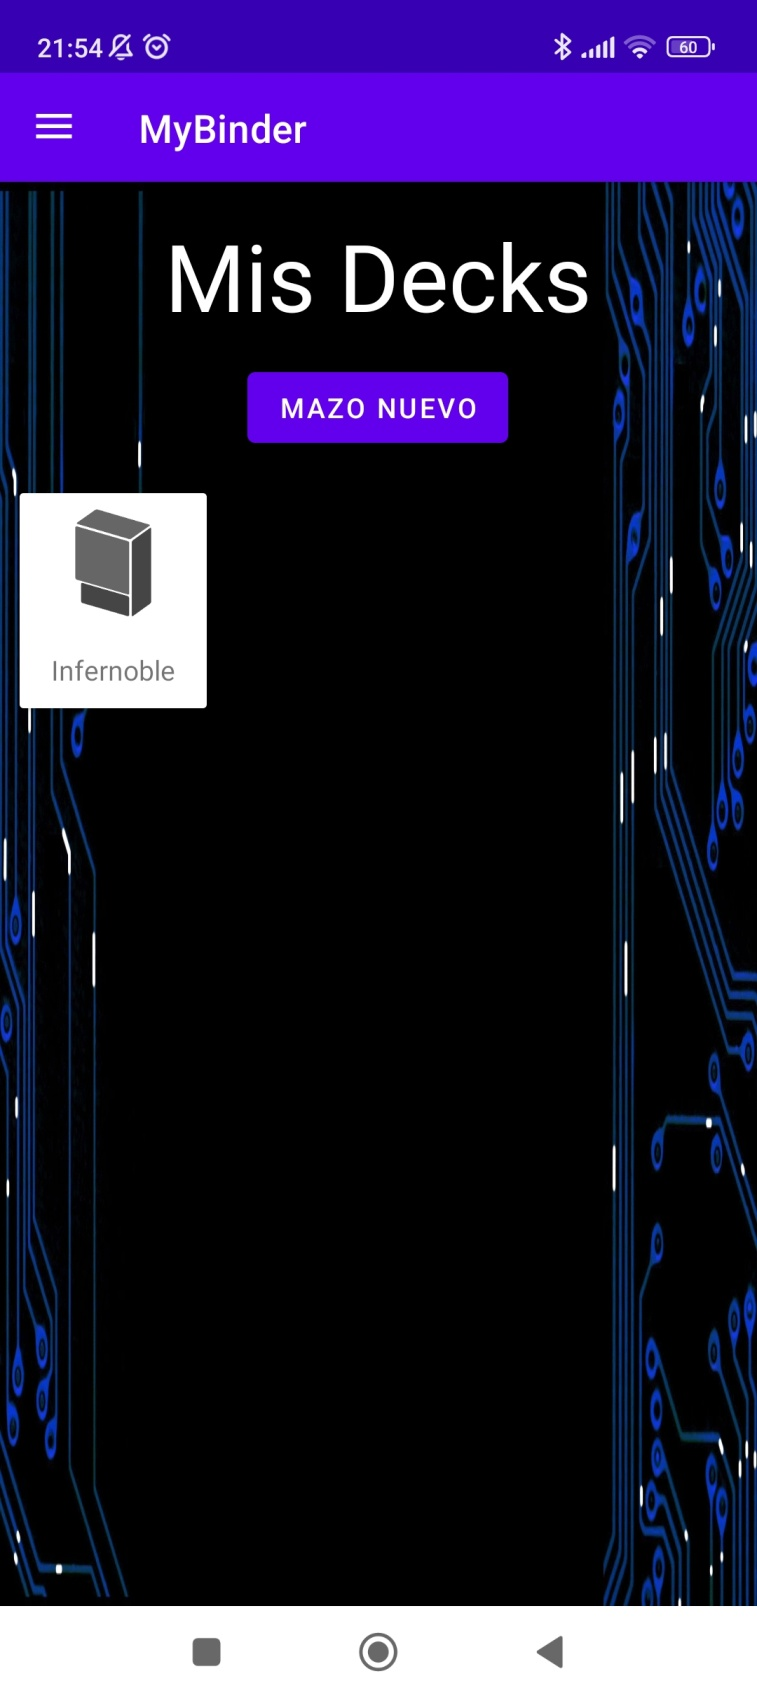 21:54
60
MyBinder
Mis Decks
MAZO NUEVO
Infernoble